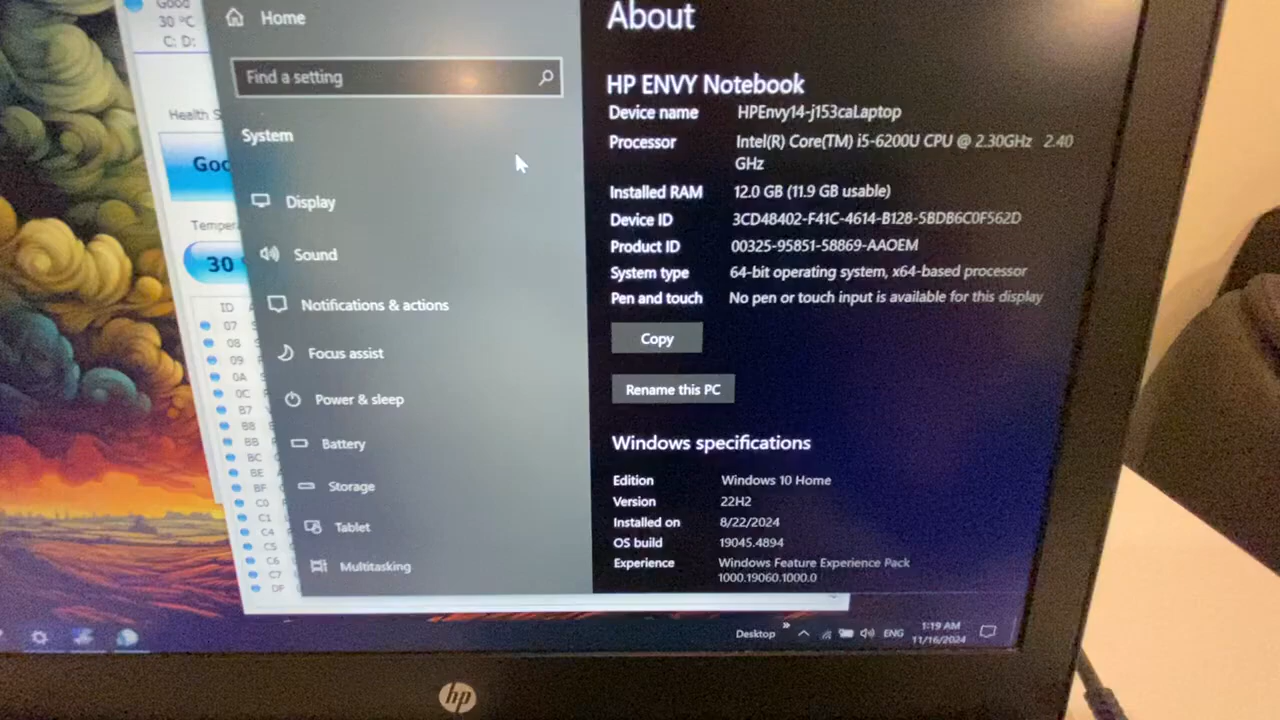 Good
30 °C
C: D:
Health S
Goo
Temper
30
ID
07
08
09
0A
0C
B7
B8
BB
BC
BE
BF
C0
C1
C4
C5
C6
C7
DF
Home
Find a setting
System
Display
Sound
Notifications & actions
Focus assist
Power & sleep
Battery
Storage
Tablet
Multitasking
About
HP ENVY Notebook
Device name HPEnvy14-j153caLaptop
Processor Intel(R) Core(TM) i5-6200U CPU @ 2.30GHz 2.40
GHz
Installed RAM 12.0 GB (11.9 GB usable)
Device ID 3CD48402-F41C-4614-B128-5BDB6C0F562D
Product ID 00325-95851-58869-AAOEM
System type 64-bit operating system, x64-based processor
Pen and touch No pen or touch input is available for this display
Copy
Rename this PC
Windows specifications
Edition Windows 10 Home
Version 22H2
Installed on 8/22/2024
OS build 19045.4894
Experience Windows Feature Experience Pack
1000.19060.1000.0
Desktop » ENG 1:19 AM
11/16/2024
hp